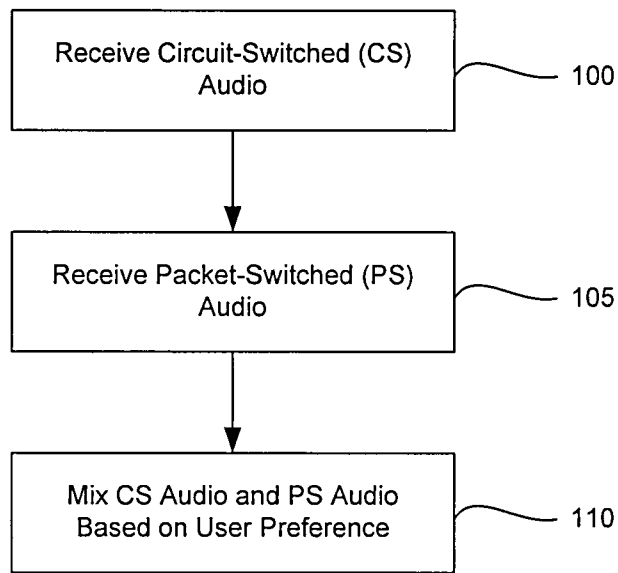 Receive Circuit-Switched (CS)
Audio
100
Receive Packet-Switched (PS)
Audio
105
Mix CS Audio and PS Audio
Based on User Preference
110